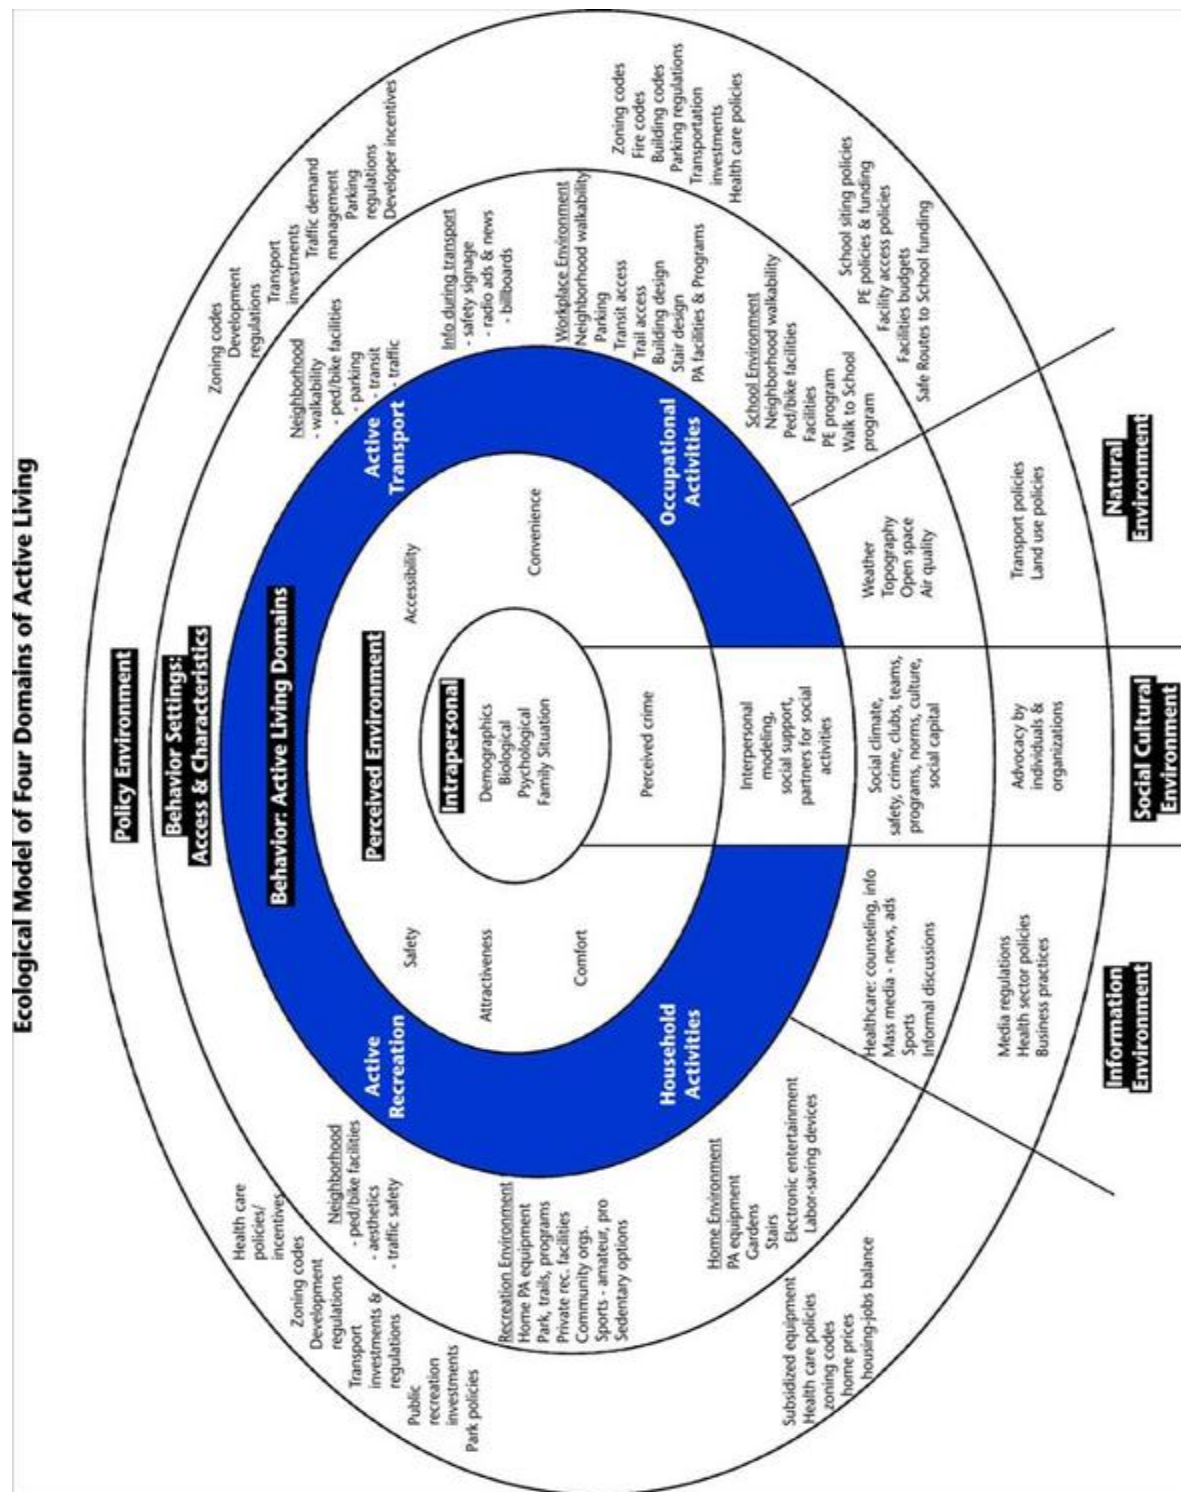 Ecological Model of Four Domains of Active Living
Policy Environment
Behavior Settings:
Access & Characteristics
Behavior: Active Living Domains
Perceived Environment
Intrapersonal
Demographics
Biological
Psychological
Family Situation
Safety
Attractiveness
Comfort
Accessibility
Convenience
Perceived crime
Active
Recreation
Active
Transport
Household
Activities
Occupational
Activities
Interpersonal
modeling,
social support,
partners for social
activities
Health care
policies/
incentives
Zoning codes
Development
regulations
Transport
investments &
regulations
Public
recreation
investments
Park policies
Neighborhood
- ped/bike facilities
- aesthetics
- traffic safety
Recreation Environment
Home PA equipment
Park, trails, programs
Private rec. facilities
Community orgs.
Sports - amateur, pro
Sedentary options
Home Environment
PA equipment
Gardens
Stairs
Electronic entertainment
Labor-saving devices
Subsidized equipment
Health care policies
zoning codes
home prices
housing-jobs balance
Zoning codes
Development
regulations
Transport
investments
Traffic demand
management
Parking
regulations
Developer incentives
Neighborhood
- walkability
- ped/bike facilities
- parking
- transit
- traffic
Info during transport
- safety signage
- radio ads & news
- billboards
Workplace Environment
Neighborhood walkability
Parking
Transit access
Trail access
Building design
Stair design
PA facilities & Programs
Zoning codes
Fire codes
Building codes
Parking regulations
Transportation
investments
Health care policies
School Environment
Neighborhood walkability
Ped/bike facilities
Facilities
PE program
Walk to School
program
School siting policies
PE policies & funding
Facility access policies
Facilities budgets
Safe Routes to School funding
Healthcare: counseling, info
Mass media - news, ads
Sports
Informal discussions
Social climate,
safety, crime, clubs, teams,
programs, norms, culture,
social capital
Weather
Topography
Open space
Air quality
Media regulations
Health sector policies
Business practices
Advocacy by
individuals &
organizations
Transport policies
Land use policies
Information
Environment
Social Cultural
Environment
Natural
Environment